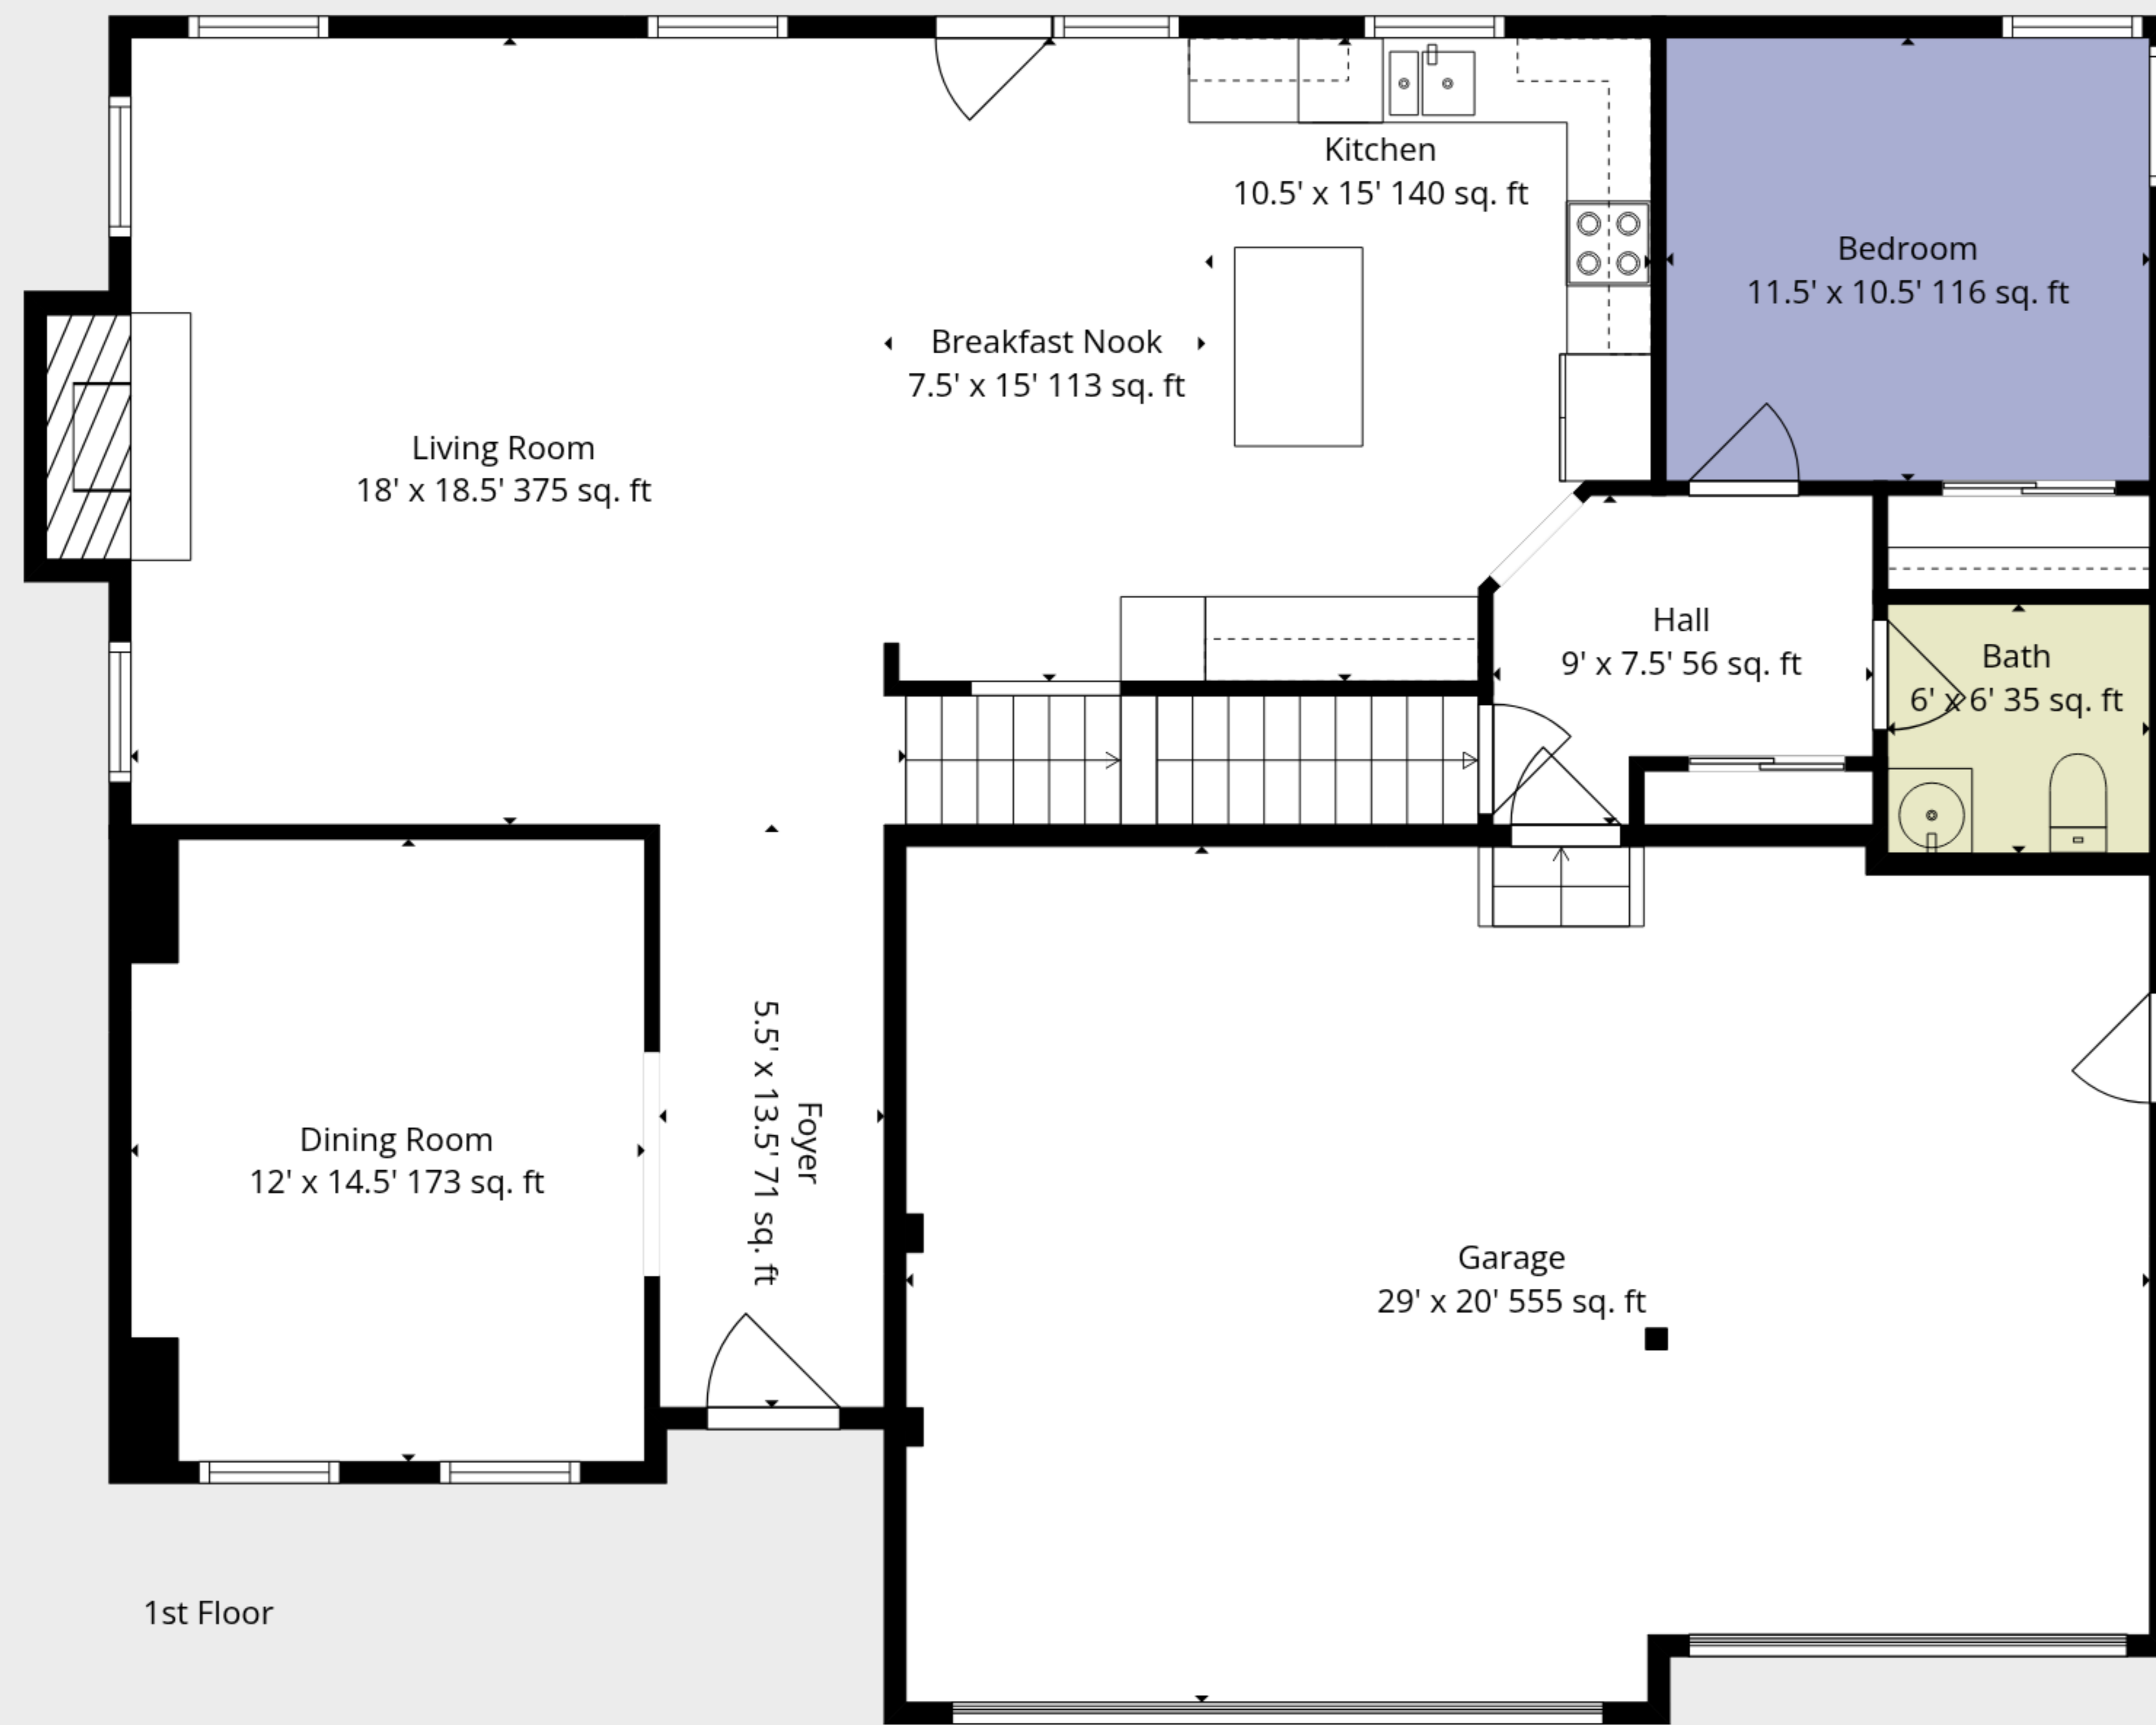 Kitchen
10.5' x 15' 140 sq. ft
Bedroom
11.5' x 10.5' 116 sq. ft
Breakfast Nook
7.5' x 15' 113 sq. ft
Living Room
18' x 18.5' 375 sq. ft
Hall
9' x 7.5' 56 sq. ft
Bath
6' x 6' 35 sq. ft
Dining Room
12' x 14.5' 173 sq. ft
Foyer
5.5' x 13.5' 71 sq. ft
Garage
29' x 20' 555 sq. ft
1st Floor